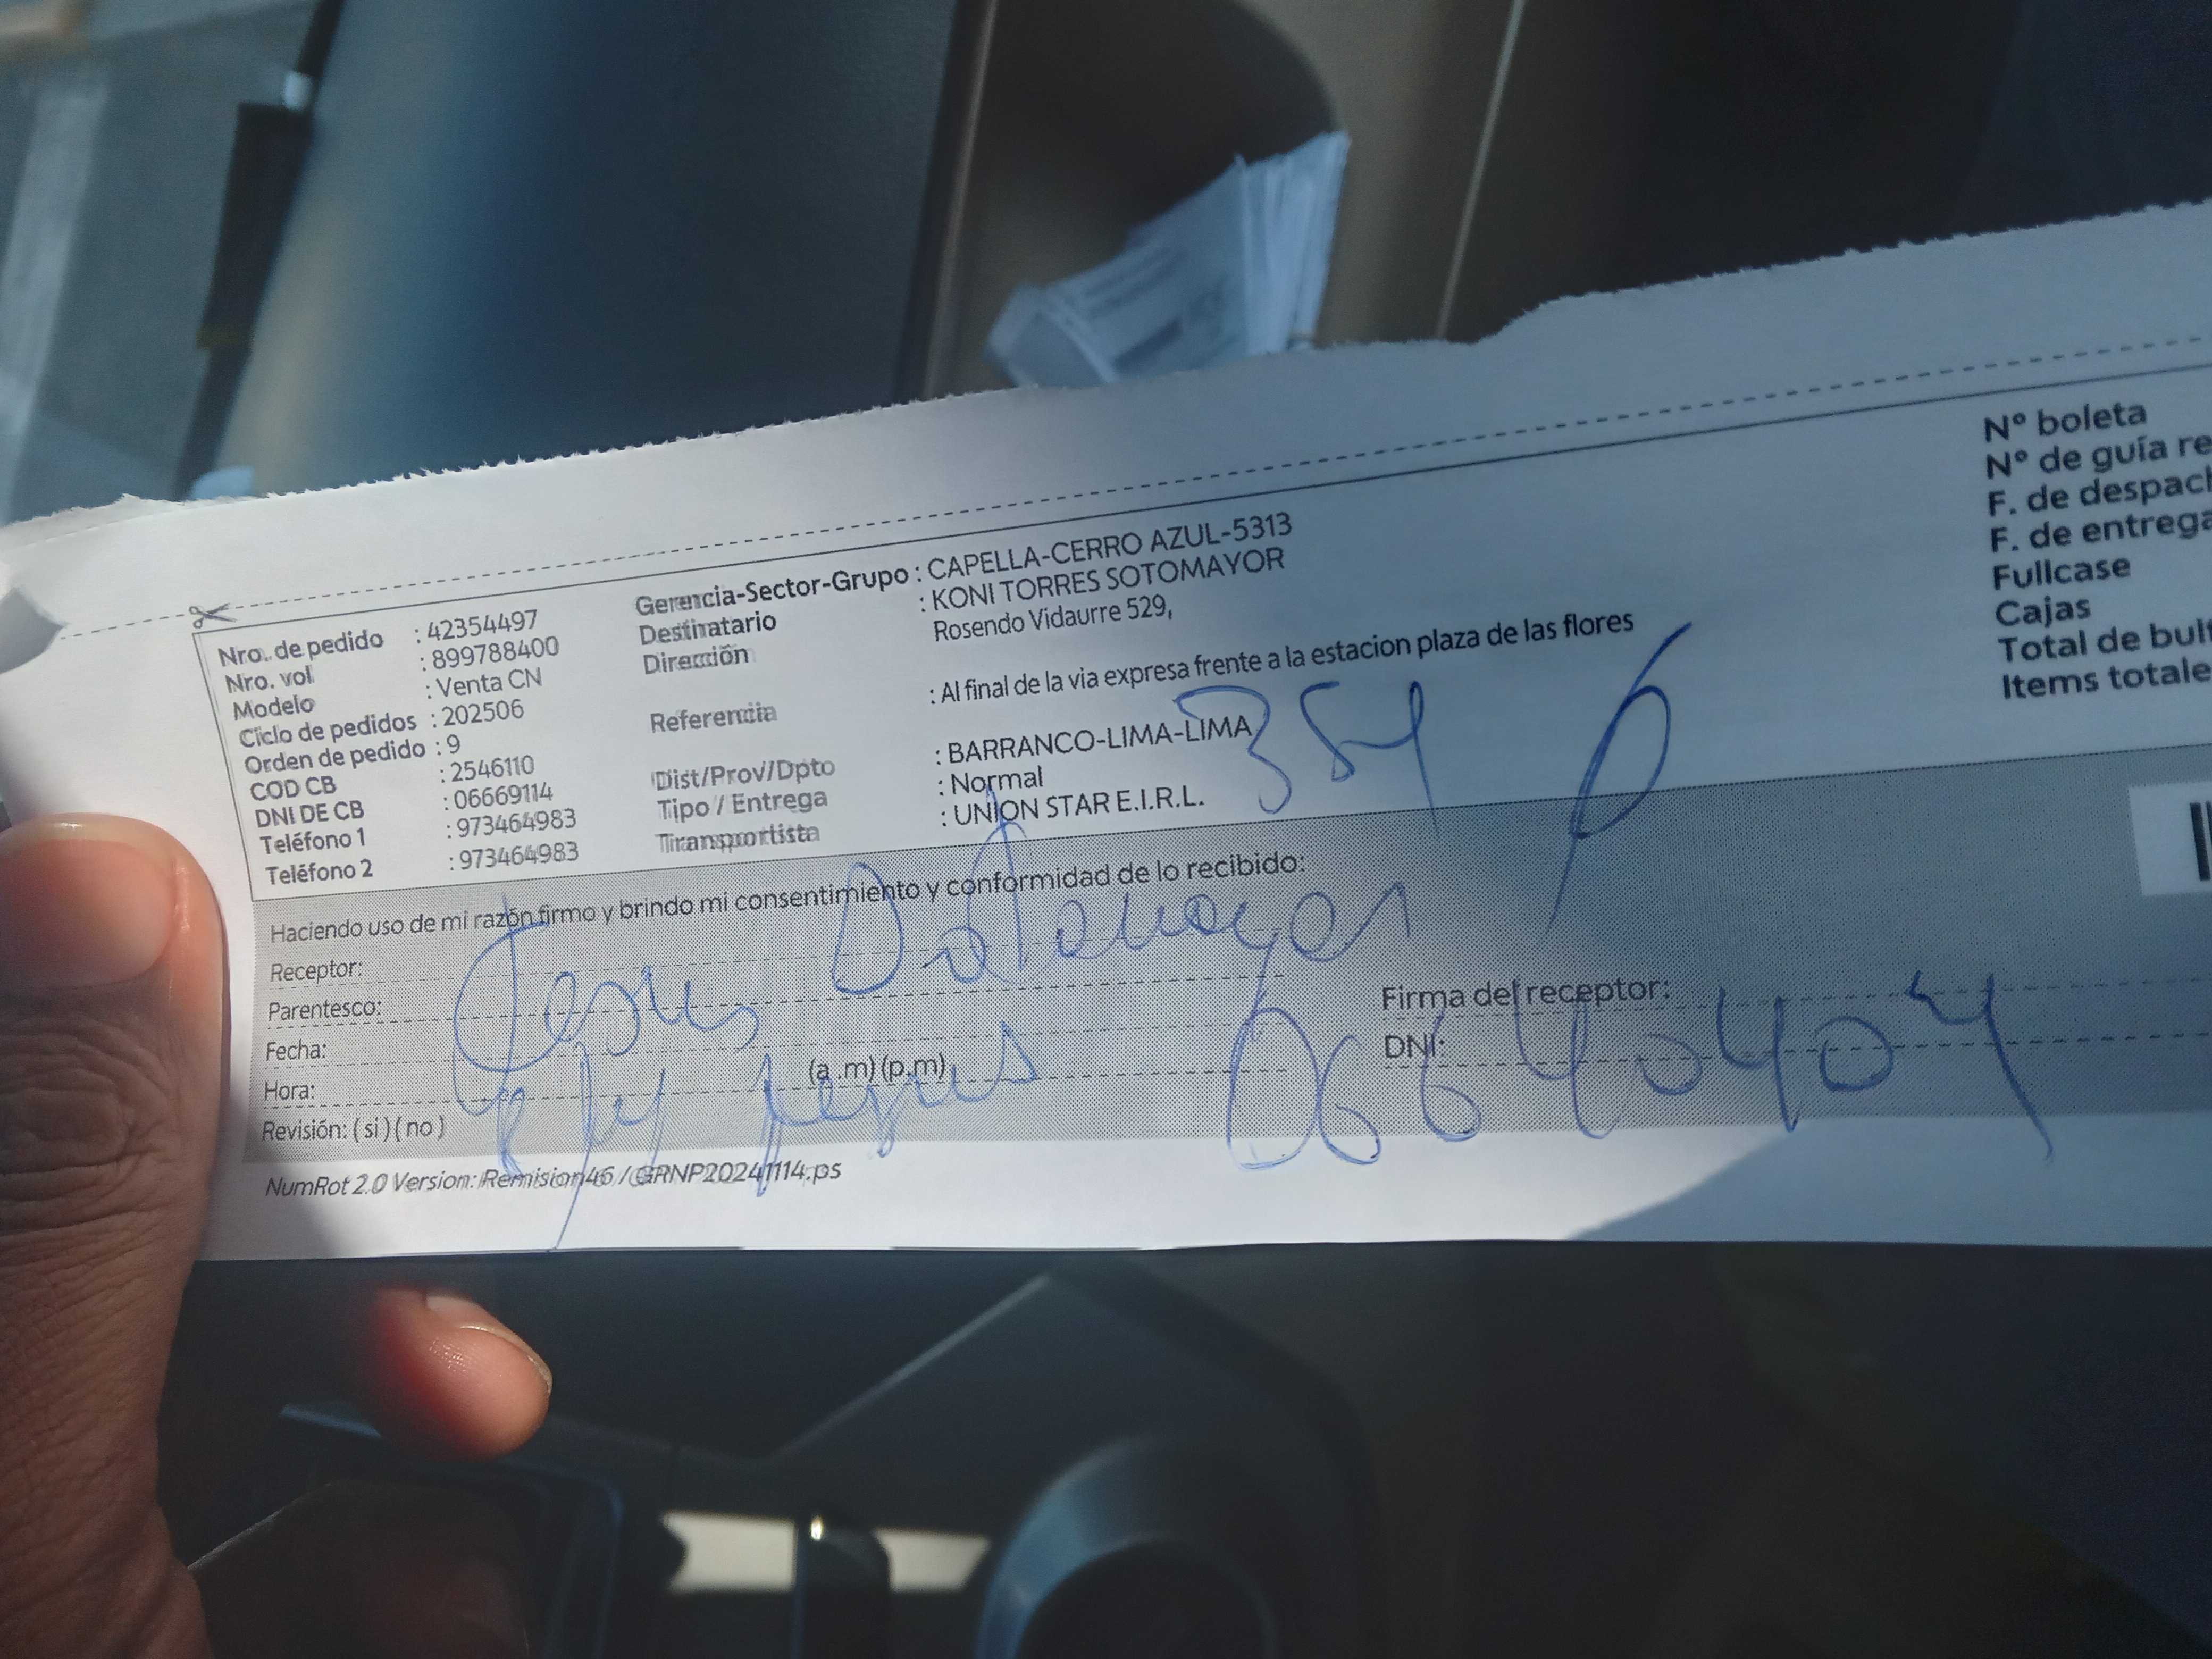 Nro. de pedido : 42354497
Nro. vol : 899788400
Modelo : Venta CN
Ciclo de pedidos : 202506
Orden de pedido : 9
COD CB : 2546110
DNI DE CB : 06669114
Teléfono 1 : 973464983
Teléfono 2 : 973464983
Gerencia-Sector-Grupo : CAPELLA-CERRO AZUL-5313
Destinatario : KONI TORRES SOTOMAYOR
Dirección Rosendo Vidaurre 529,
Referencia : Al final de la via expresa frente a la estacion plaza de las flores
Dist/Prov/Dpto : BARRANCO-LIMA-LIMA
Tipo / Entrega : Normal
Transportista : UNION STAR E.I.R.L.
354
N° boleta
N° de guía re
F. de despach
F. de entrega
Fullcase
Cajas
Total de bult
Items totale
Haciendo uso de mi razón firmo y brindo mi consentimiento y conformidad de lo recibido:
Receptor:
Parentesco:
Fecha:
Hora: (a .m) (p.m)
Revisión: ( si ) ( no )
Jesus Sotomayor
Firma del receptor:
DNI:
NumRot 2.0 Version: Remision46 / GRNP20241114.ps